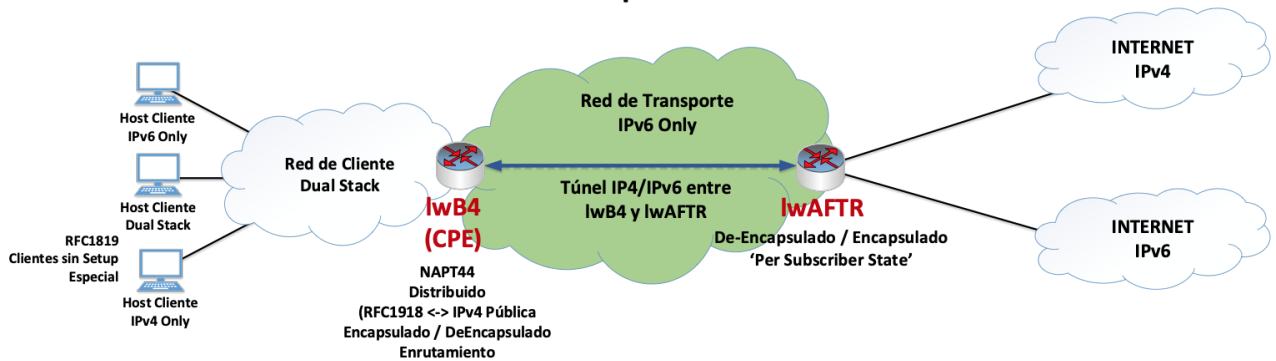 Host Cliente
IPv6 Only
Host Cliente
Dual Stack
RFC1819
Clientes sin Setup
Especial
Host Cliente
IPv4 Only
Red de Cliente
Dual Stack
lwB4
(CPE)
NAPT44
Distribuido
(RFC1918 <-> IPv4 Pública
Encapsulado / DeEncapsulado
Enrutamiento
Red de Transporte
IPv6 Only
Túnel IP4/IPv6 entre
lwB4 y lwAFTR
lwAFTR
De-Encapsulado / Encapsulado
‘Per Subscriber State’
INTERNET
IPv4
INTERNET
IPv6